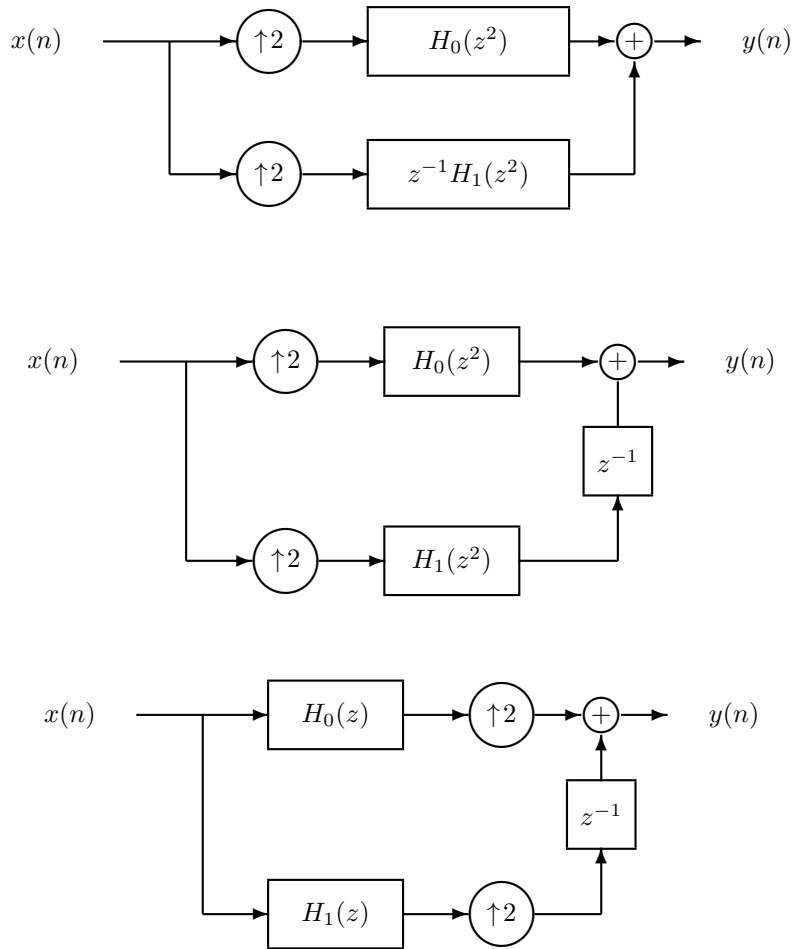 x(n) ↑2 H₀(z²) + y(n)
↑2 z⁻¹H₁(z²)
x(n) ↑2 H₀(z²) + y(n)
z⁻¹
↑2 H₁(z²)
x(n) H₀(z) ↑2 + y(n)
z⁻¹
H₁(z) ↑2